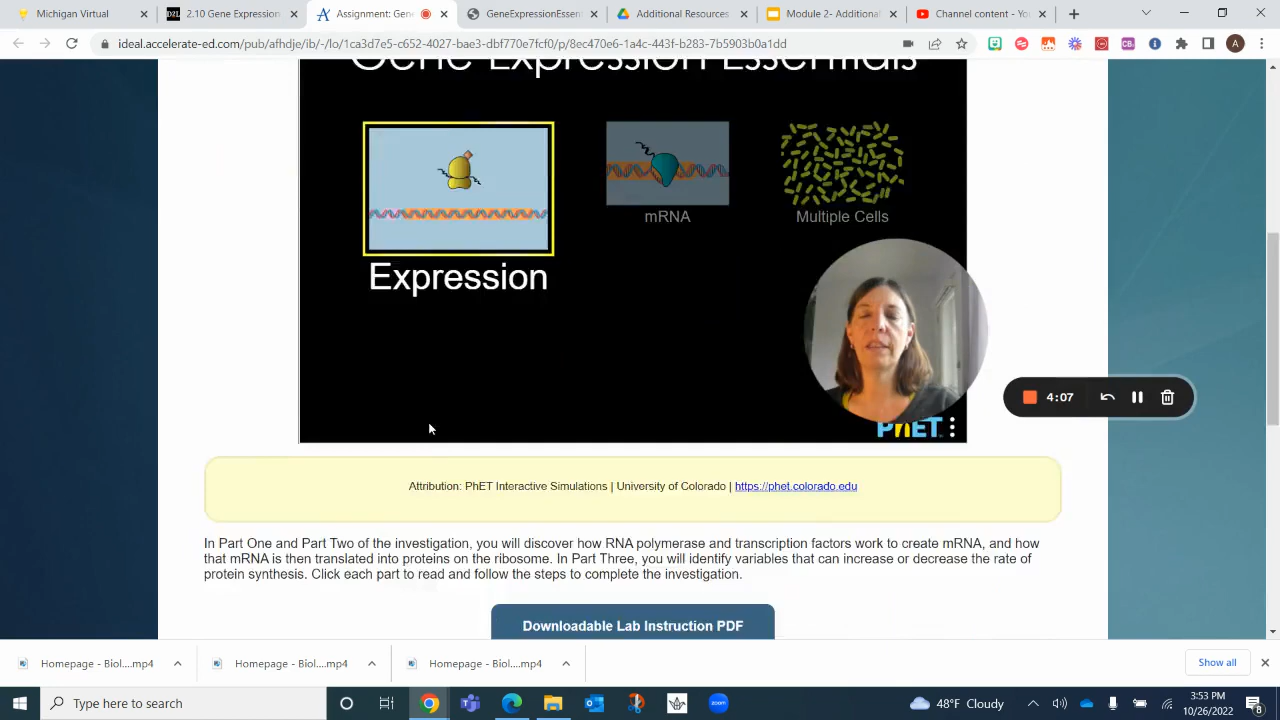 Michigan Virtual
2.10 Gene Expression
Assignment: Gen
GeneExpressionEssent
Additional Resources
Module 2- Additional
Channel content - Yo
ideal.accelerate-ed.com/pub/afhdjr/ib/-/lo/1ca337e5-c652-4027-bae3-dbf770e7fcf0/p/8ec470e6-1a4c-443f-b283-7b5903b0a1dd
Gene Expression Essentials
Expression
mRNA
Multiple Cells
4:07
PhET
Attribution: PhET Interactive Simulations | University of Colorado | https://phet.colorado.edu
In Part One and Part Two of the investigation, you will discover how RNA polymerase and transcription factors work to create mRNA, and how
that mRNA is then translated into proteins on the ribosome. In Part Three, you will identify variables that can increase or decrease the rate of
protein synthesis. Click each part to read and follow the steps to complete the investigation.
Downloadable Lab Instruction PDF
Homepage - Biol....mp4
Homepage - Biol....mp4
Homepage - Biol....mp4
Show all
Type here to search
48°F Cloudy
3:53 PM
10/26/2022
8